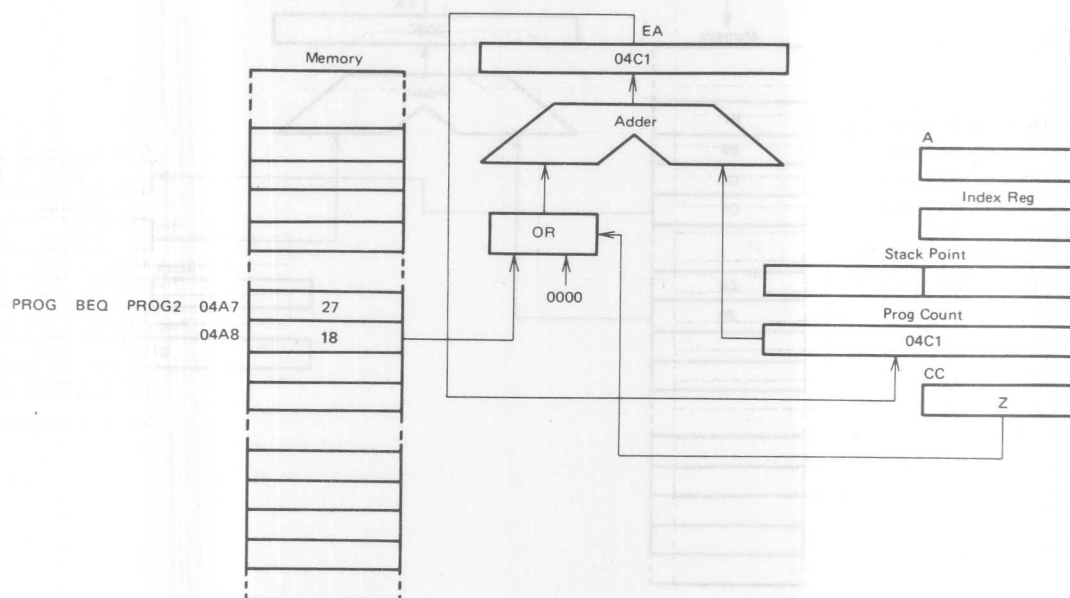 EA
04C1
Memory
Adder
A
Index Reg
OR
Stack Point
0000
PROG BEQ PROG2 04A7 27
Prog Count
04A8 18
04C1
CC
Z